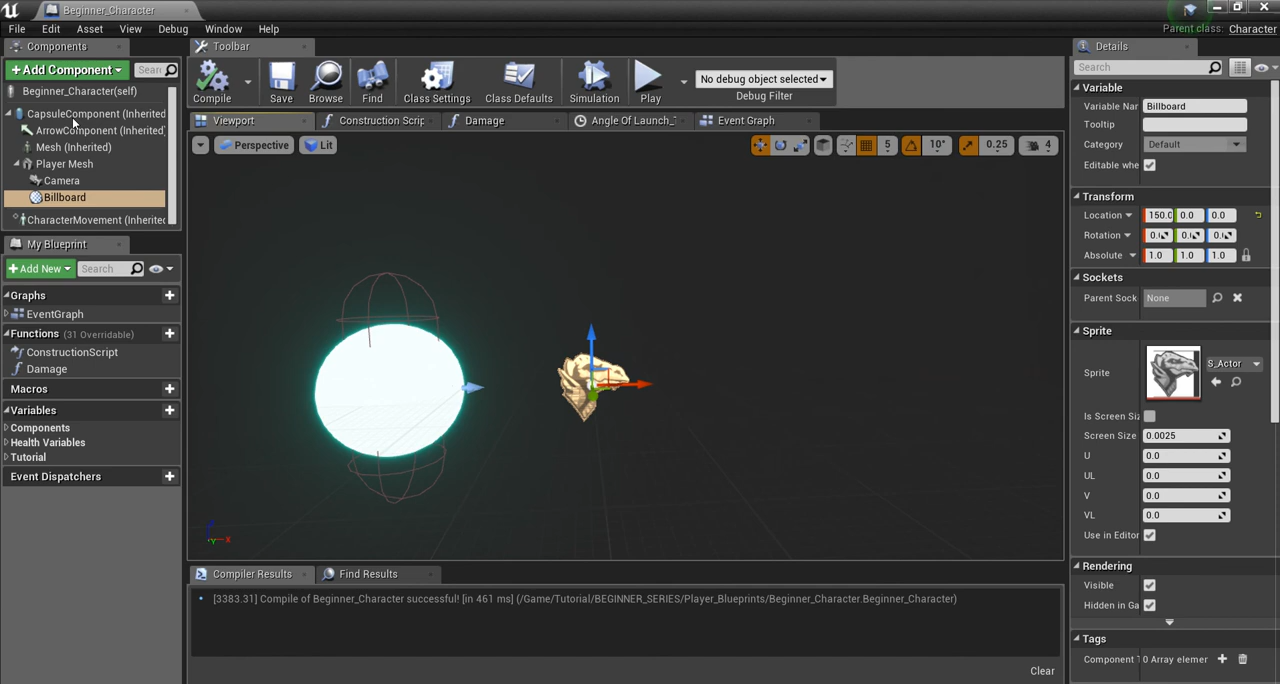 Beginner_Character
File Edit Asset View Debug Window Help
Parent class: Character
Components
Toolbar
Details
+Add Component
Sear
Compile
Save
Browse
Find
Class Settings
Class Defaults
Simulation
Play
No debug object selected
Debug Filter
Search
Beginner_Character(self)
CapsuleComponent (Inherited
ArrowComponent (Inherited
Mesh (Inherited)
Player Mesh
Camera
Billboard
CharacterMovement (Inherited
Viewport
Construction Scrip
Damage
Angle Of Launch_
Event Graph
Perspective
Lit
5
10°
0.25
4
Variable
Variable Nar Billboard
Tooltip
Category Default
Editable whe
Transform
Location 150.0 0.0 0.0
Rotation
Absolute 1.0 1.0 1.0
Sockets
Parent Sock None
Sprite
Sprite S_Actor
Is Screen Siz
Screen Size 0.0025
U 0.0
UL 0.0
V 0.0
VL 0.0
Use in Editor
Rendering
Visible
Hidden in Ga
Tags
Component T 0 Array elemer
My Blueprint
+Add New Search
Graphs
EventGraph
Functions (31 Overridable)
ConstructionScript
Damage
Macros
Variables
Components
Health Variables
Tutorial
Event Dispatchers
Z
Y
X
Compiler Results
Find Results
[3383.31] Compile of Beginner_Character successful! [in 461 ms] (/Game/Tutorial/BEGINNER_SERIES/Player_Blueprints/Beginner_Character.Beginner_Character)
Clear